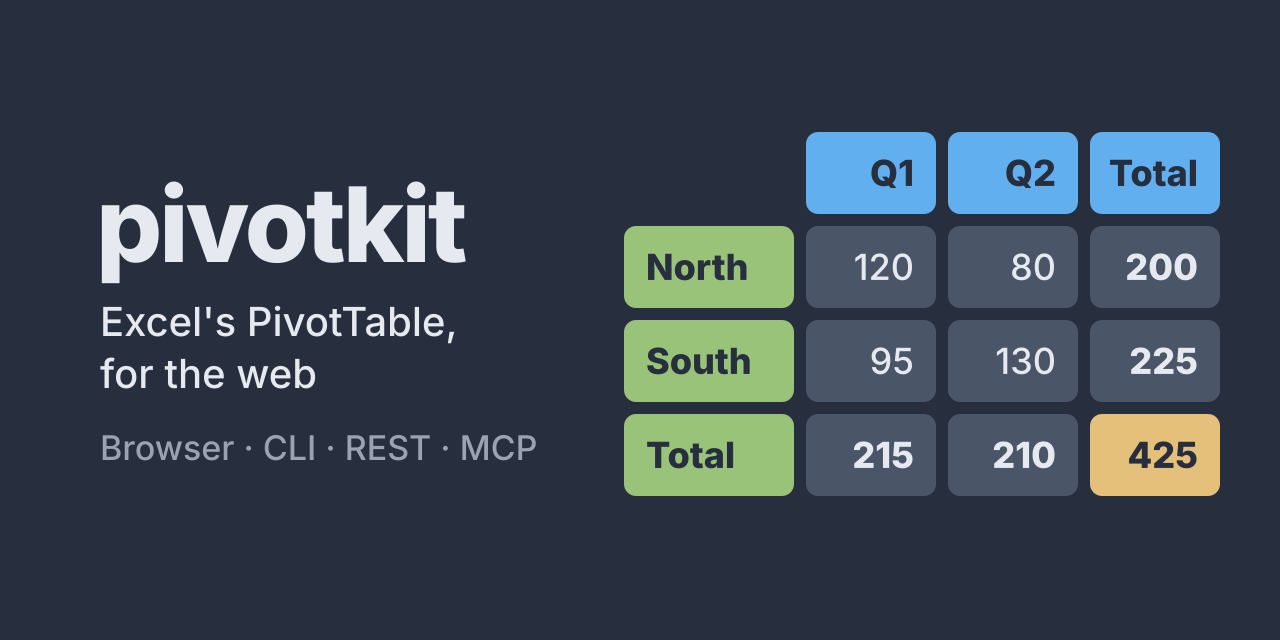 pivotkit
Excel's PivotTable,
for the web
Browser · CLI · REST · MCP
Q1 Q2 Total
North 120 80 200
South 95 130 225
Total 215 210 425